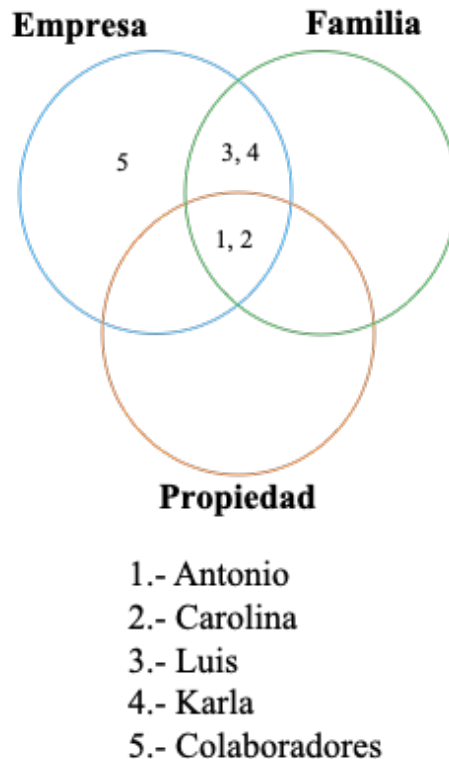 Empresa Familia
5
3, 4
1, 2
Propiedad
1.- Antonio
2.- Carolina
3.- Luis
4.- Karla
5.- Colaboradores